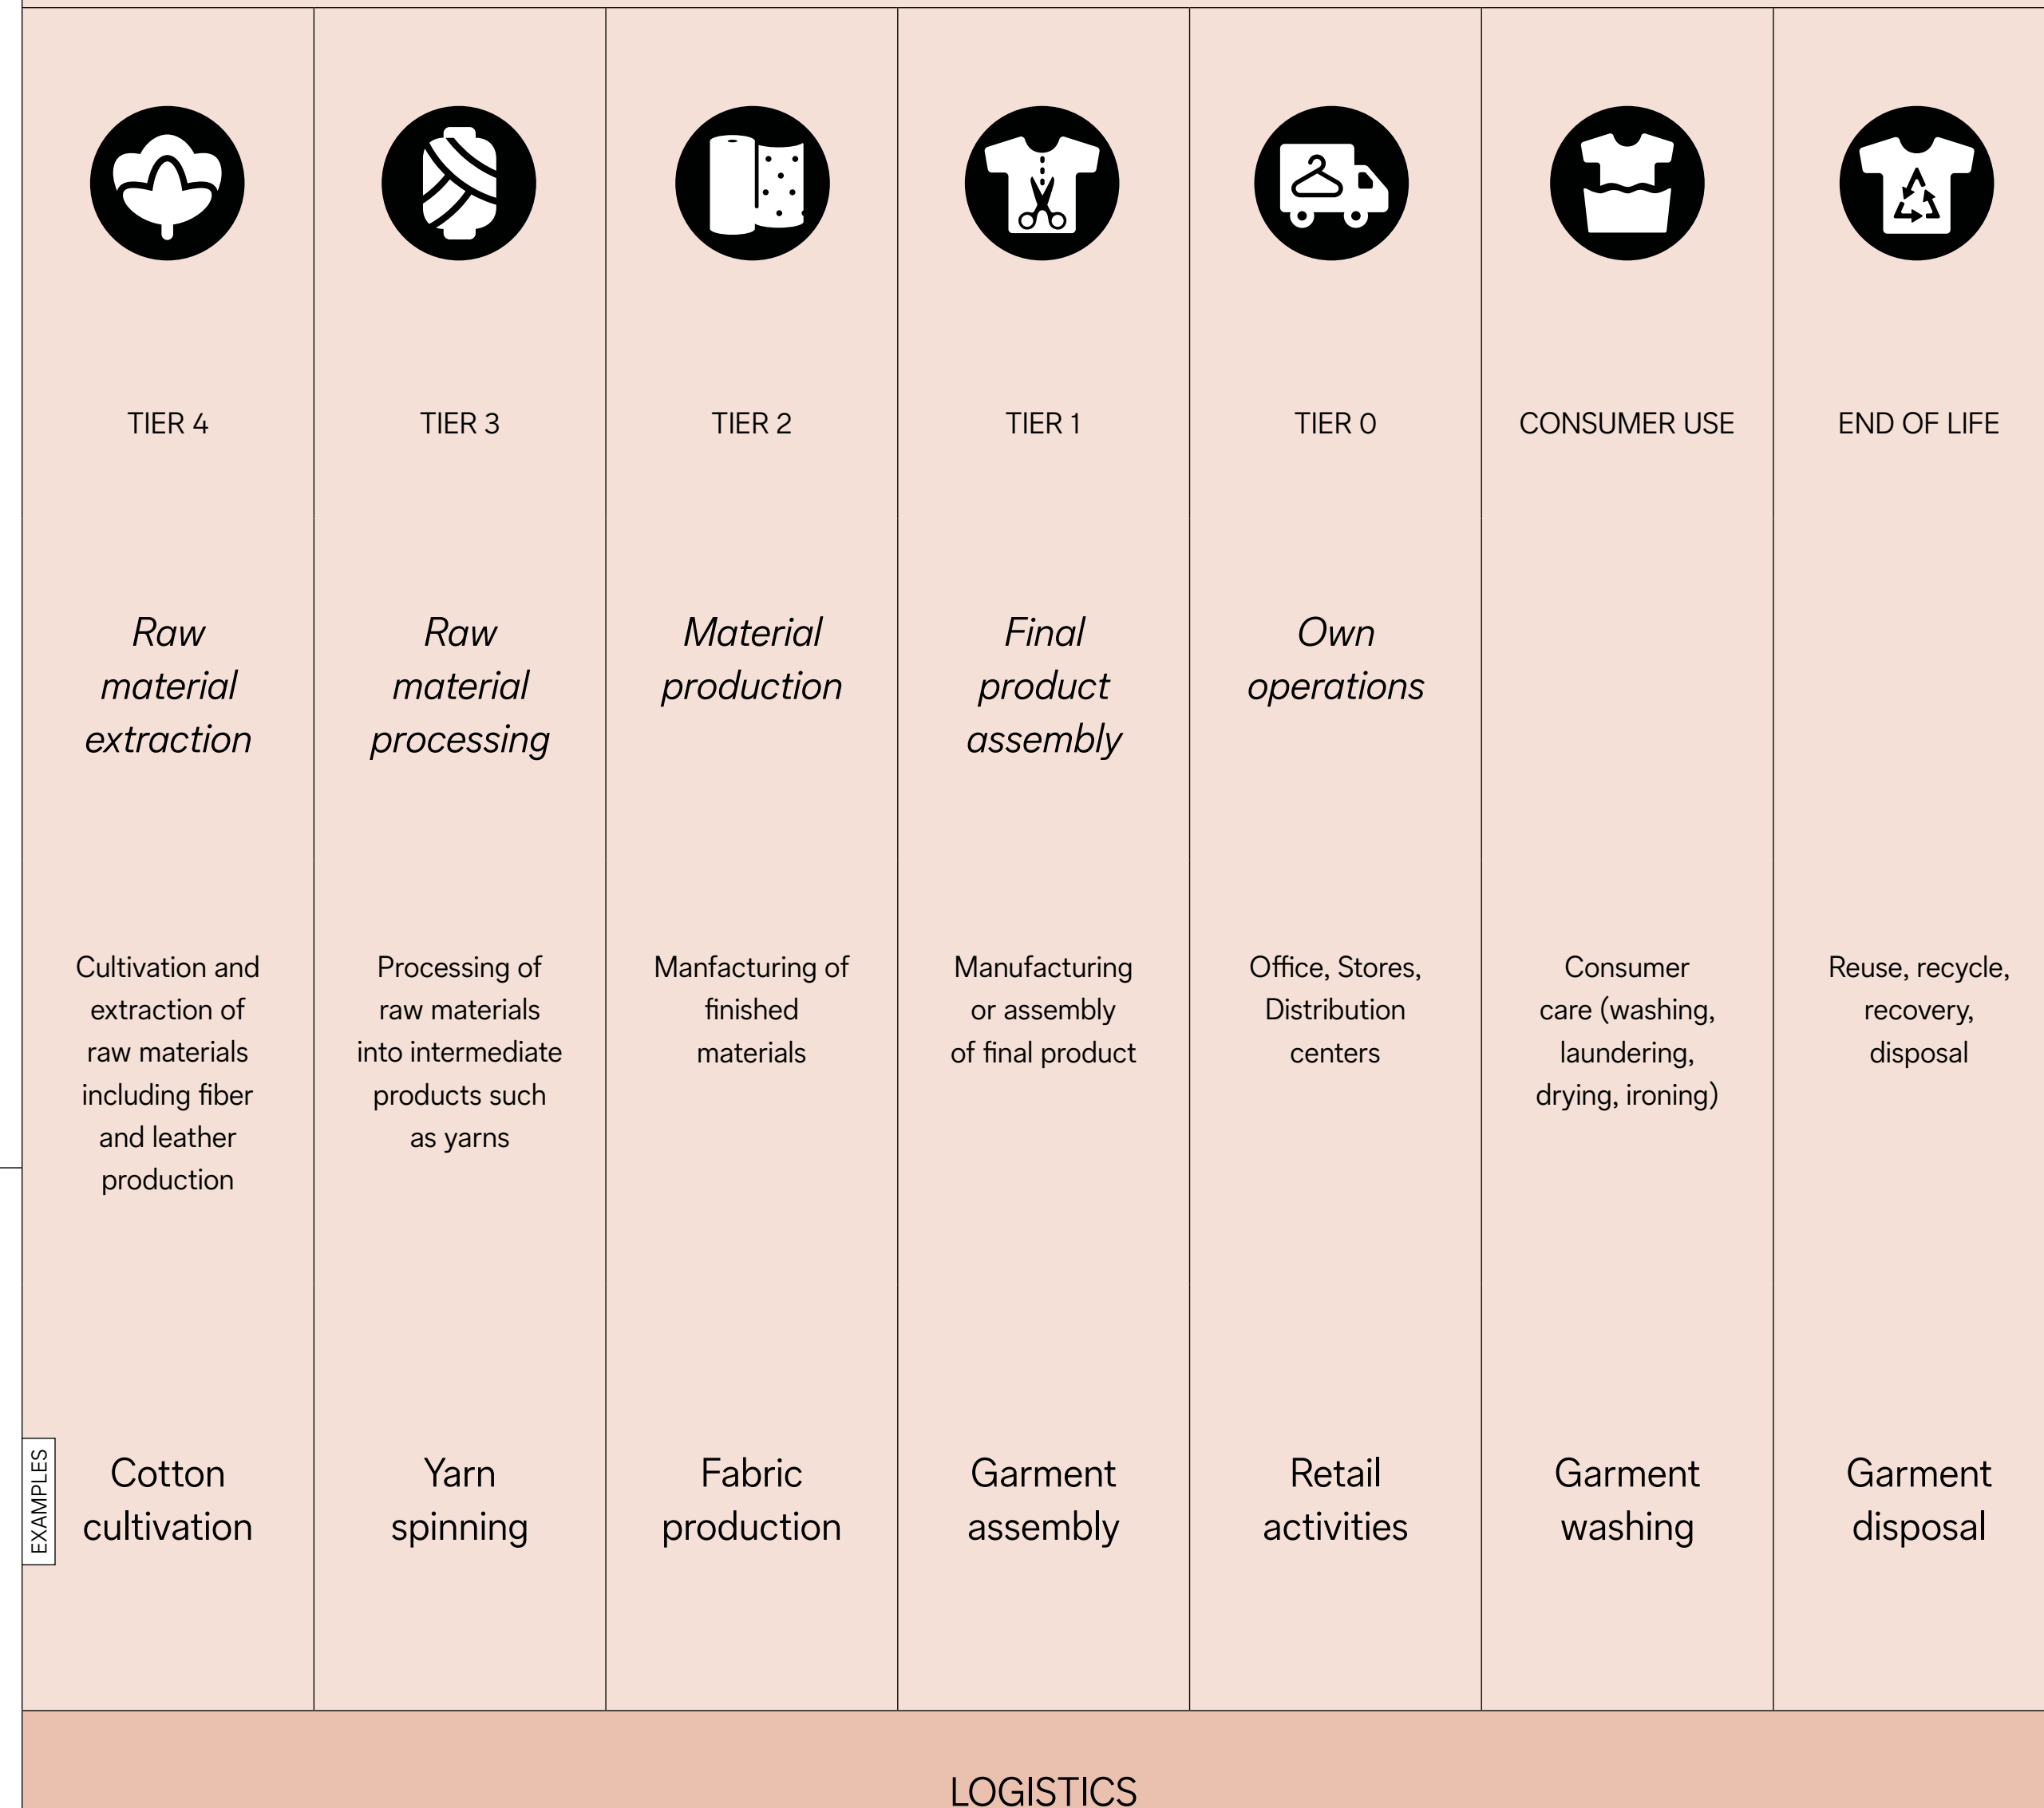 TIER 4
TIER 3
TIER 2
TIER 1
TIER 0
CONSUMER USE
END OF LIFE
Raw
material
extraction
Raw
material
processing
Material
production
Final
product
assembly
Own
operations
Cultivation and
extraction of
raw materials
including fiber
and leather
production
Processing of
raw materials
into intermediate
products such
as yarns
Manfacturing of
finished
materials
Manufacturing
or assembly
of final product
Office, Stores,
Distribution
centers
Consumer
care (washing,
laundering,
drying, ironing)
Reuse, recycle,
recovery,
disposal
EXAMPLES
Cotton
cultivation
Yarn
spinning
Fabric
production
Garment
assembly
Retail
activities
Garment
washing
Garment
disposal
LOGISTICS